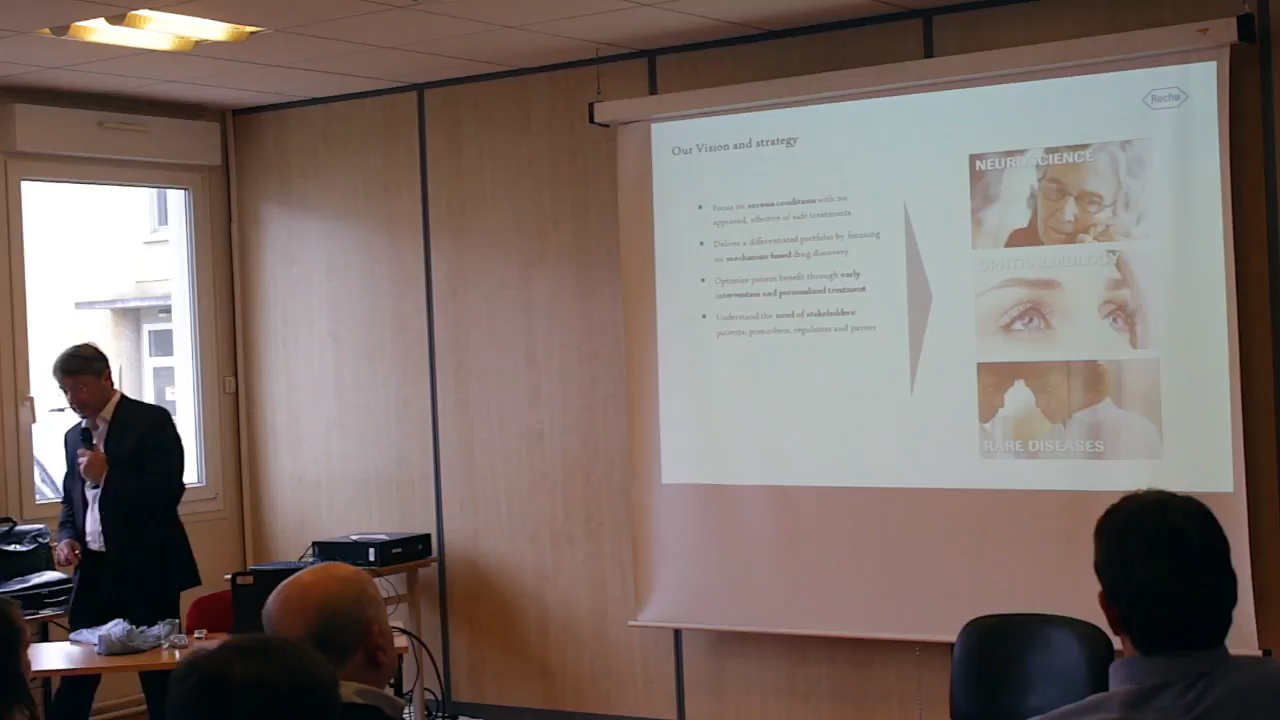 Roche
Our Vision and strategy
Focus on serious conditions with no
approved, effective of safe treatments
Deliver a differentiated portfolio by focusing
on mechanism-based drug discovery
Optimize patient benefit through early
intervention and personalized treatment
Understand the need of stakeholders:
patients, prescribers, regulators and payers
NEUROSCIENCE
OPHTHALMOLOGY
RARE DISEASES